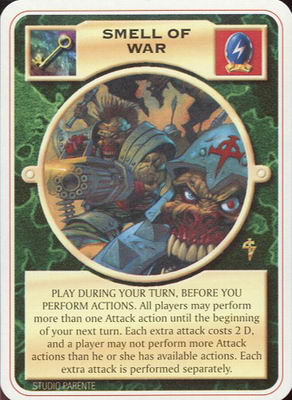 SMELL OF
WAR
PLAY DURING YOUR TURN, BEFORE YOU
PERFORM ACTIONS. All players may perform
more than one Attack action until the beginning
of your next turn. Each extra attack costs 2 D,
and a player may not perform more Attack
actions than he or she has available actions. Each
extra attack is performed separately.
STUDIO PARENTE